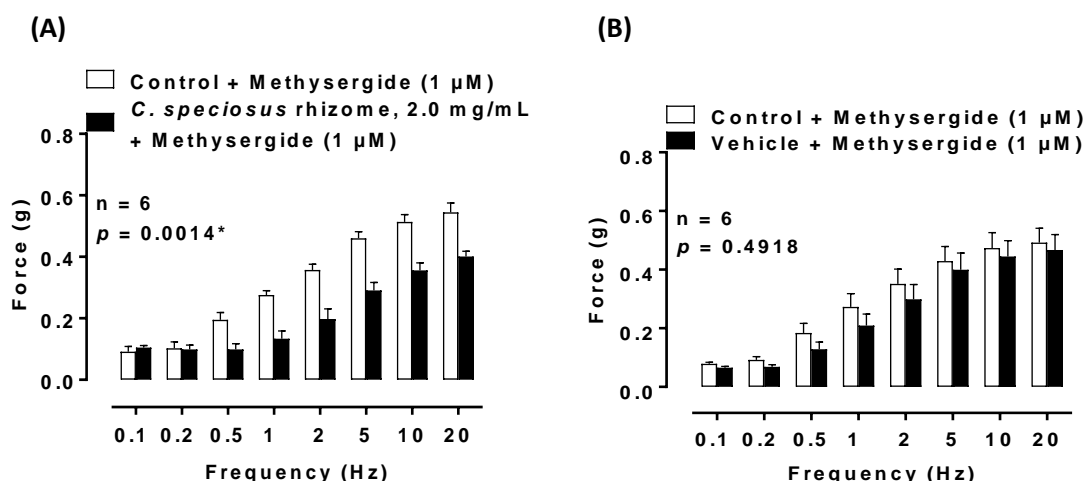 (A)
Control + Methysergide (1 µM)
C. speciosus rhizome, 2.0 mg/mL
+ Methysergide (1 µM)
0.8
0.6
0.4
0.2
0.0
Force (g)
n = 6
p = 0.0014*
0.1 0.2 0.5 1 2 5 10 20
Frequency (Hz)
(B)
Control + Methysergide (1 µM)
Vehicle + Methysergide (1 µM)
0.8
0.6
0.4
0.2
0.0
Force (g)
n = 6
p = 0.4918
0.1 0.2 0.5 1 2 5 10 20
Frequency (Hz)